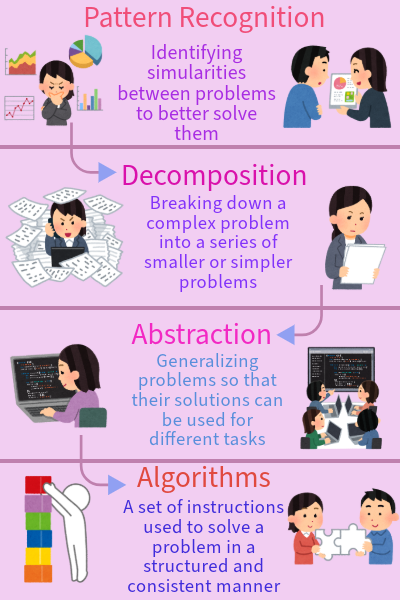 Pattern Recognition
Identifying
simularities
between problems
to better solve
them
Decomposition
Breaking down a
complex problem
into a series of
smaller or simpler
problems
Abstraction
Generalizing
problems so that
their solutions can
be used for
different tasks
Algorithms
A set of instructions
used to solve a
problem in a
structured and
consistent manner